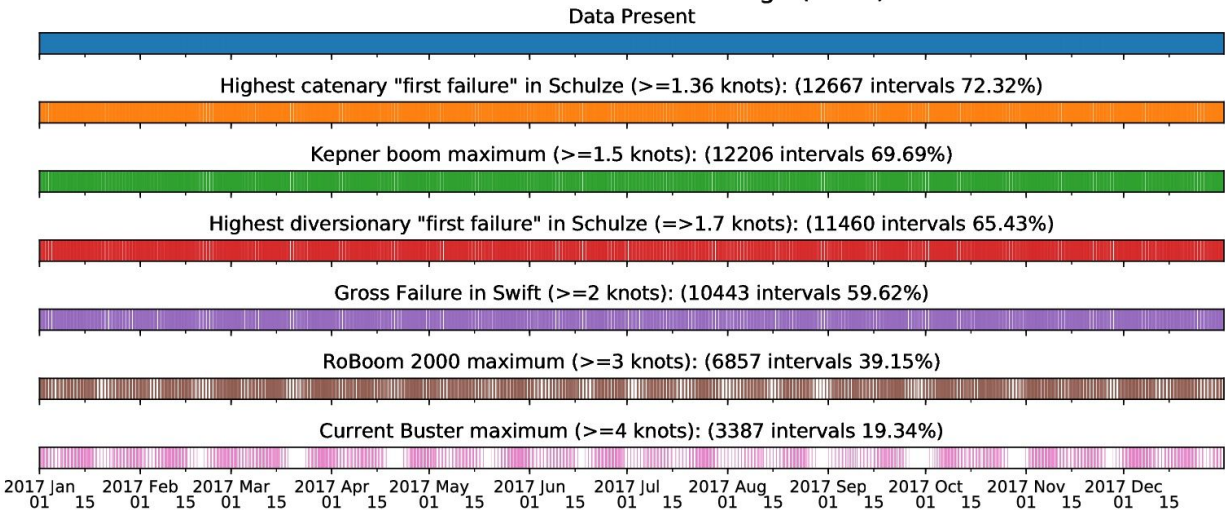 Data Present
Highest catenary "first failure" in Schulze (>=1.36 knots): (12667 intervals 72.32%)
Kepner boom maximum (>=1.5 knots): (12206 intervals 69.69%)
Highest diversionary "first failure" in Schulze (=>1.7 knots): (11460 intervals 65.43%)
Gross Failure in Swift (>=2 knots): (10443 intervals 59.62%)
RoBoom 2000 maximum (>=3 knots): (6857 intervals 39.15%)
Current Buster maximum (>=4 knots): (3387 intervals 19.34%)
2017 Jan 2017 Feb 2017 Mar 2017 Apr 2017 May 2017 Jun 2017 Jul 2017 Aug 2017 Sep 2017 Oct 2017 Nov 2017 Dec
01 15 01 15 01 15 01 15 01 15 01 15 01 15 01 15 01 15 01 15 01 15 01 15